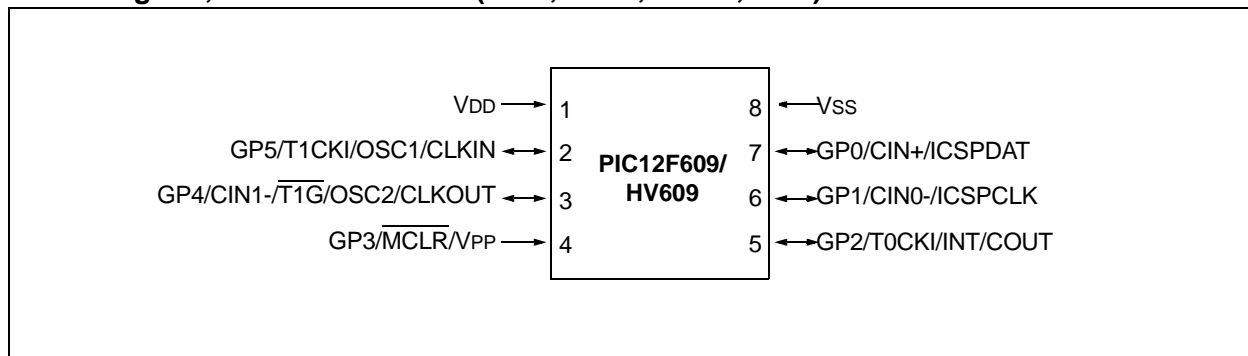 VDD
1
8
VSS
GP5/T1CKI/OSC1/CLKIN
2
PIC12F609/
HV609
7
GP0/CIN+/ICSPDAT
GP4/CIN1-/T1G/OSC2/CLKOUT
3
6
GP1/CIN0-/ICSPCLK
GP3/MCLR/VPP
4
5
GP2/T0CKI/INT/COUT